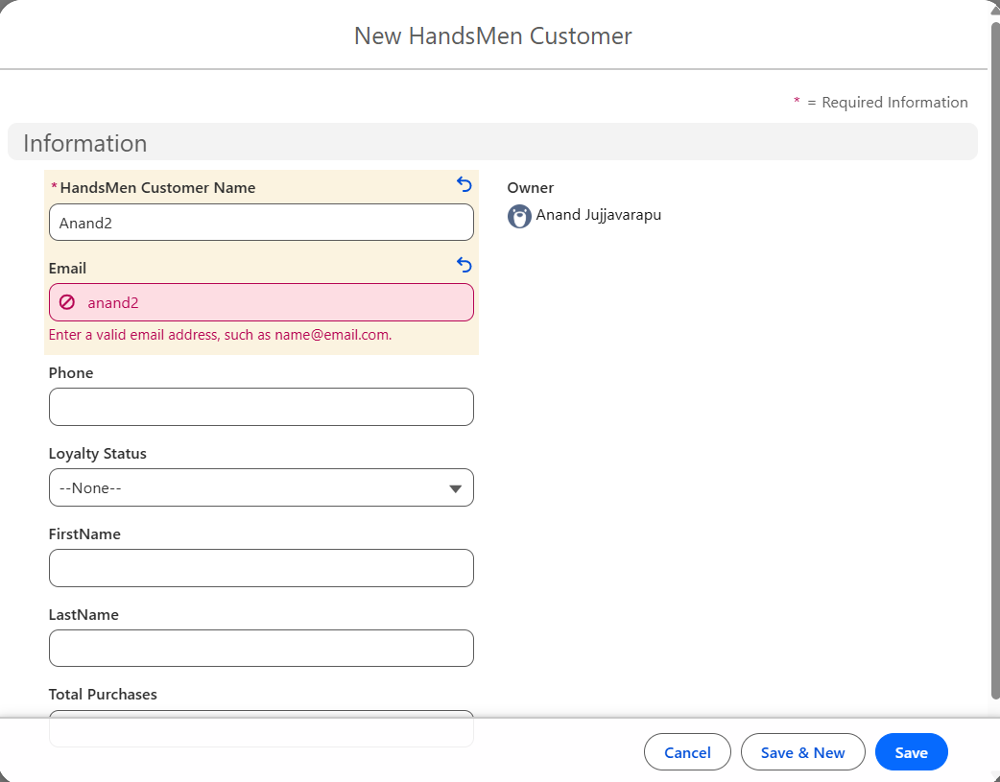 New HandsMen Customer
* = Required Information
Information
*HandsMen Customer Name
Anand2
Owner
Anand Jujjavarapu
Email
anand2
Enter a valid email address, such as name@email.com.
Phone
Loyalty Status
--None--
FirstName
LastName
Total Purchases
Cancel
Save & New
Save